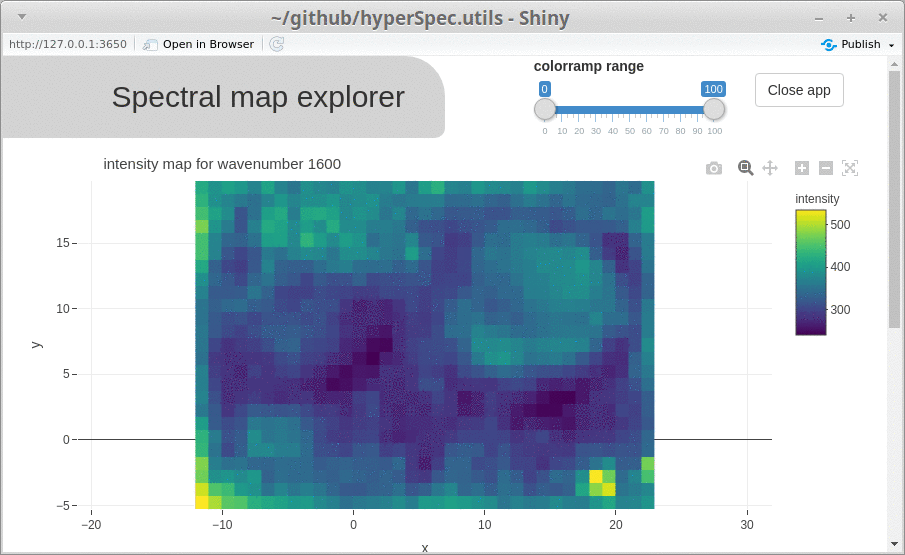 ~/github/hyperSpec.utils - Shiny
http://127.0.0.1:3650 Open in Browser Publish
Spectral map explorer
colorramp range
0 100
0 10 20 30 40 50 60 70 80 90 100
Close app
intensity map for wavenumber 1600
intensity
500
400
300
15
10
5
0
−5
y
−20 −10 0 10 20 30
x